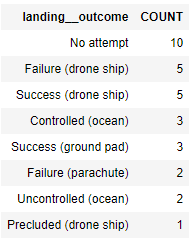 landing__outcome COUNT
No attempt 10
Failure (drone ship) 5
Success (drone ship) 5
Controlled (ocean) 3
Success (ground pad) 3
Failure (parachute) 2
Uncontrolled (ocean) 2
Precluded (drone ship) 1